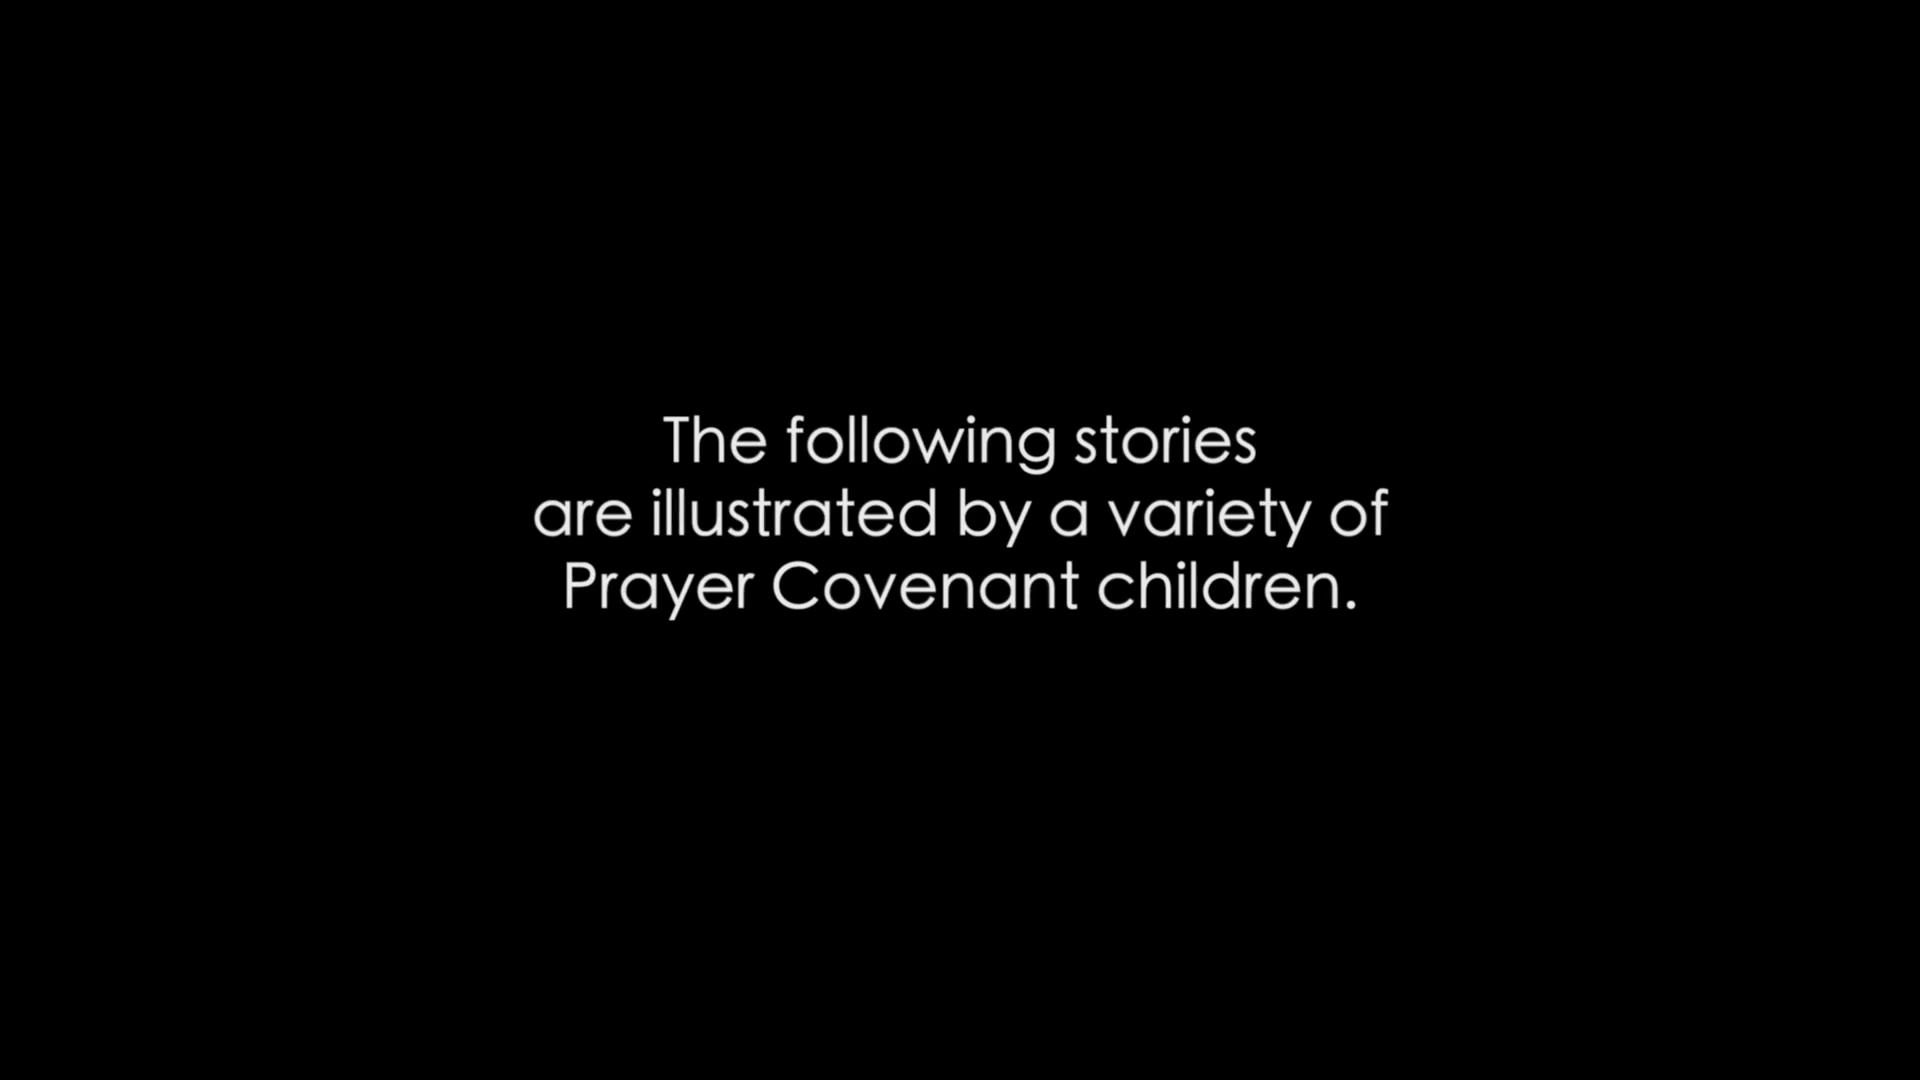 The following stories
are illustrated by a variety of
Prayer Covenant children.